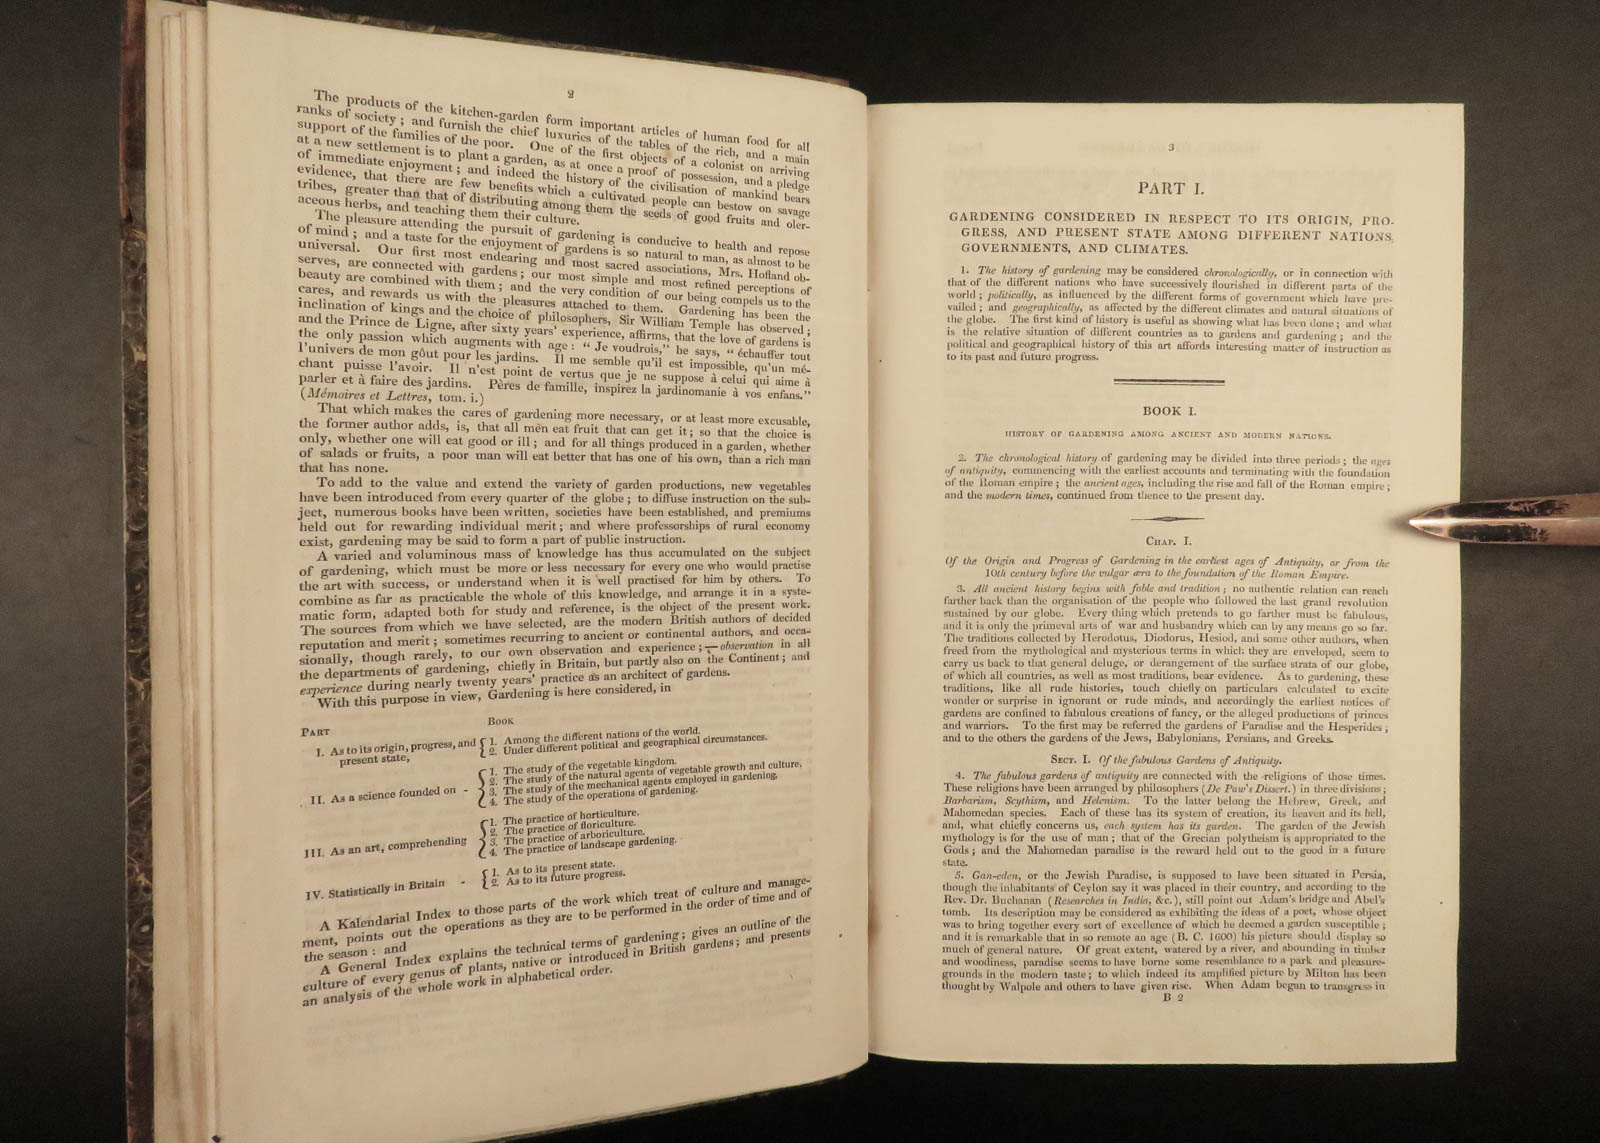 2
The products of the kitchen-garden form important articles of human food for all
ranks of society; and furnish the chief luxuries of the tables of the rich, and a main
support of the families of the poor. One of the first objects of a colonist on arriving
at a new settlement is to plant a garden, as at once a proof of possession, and a pledge
of immediate enjoyment; and indeed the history of the civilisation of mankind bears
evidence, that there are few benefits which a cultivated people can bestow on savage
tribes, greater than that of distributing among them the seeds of good fruits and oler-
aceous herbs, and teaching them their culture.
The pleasure attending the pursuit of gardening is conducive to health and repose
of mind; and a taste for the enjoyment of gardens is so natural to man, as almost to be
universal. Our first most endearing and most sacred associations, Mrs. Hofland ob-
serves, are connected with gardens; our most simple and most refined perceptions of
beauty are combined with them; and the very condition of our being compels us to the
cares, and rewards us with the pleasures attached to them. Gardening has been the
inclination of kings and the choice of philosophers, Sir William Temple has observed;
and the Prince de Ligne, after sixty years' experience, affirms, that the love of gardens is
the only passion which augments with age: “ Je voudrois,” he says, “ échauffer tout
l'univers de mon gôut pour les jardins. Il me semble qu'il est impossible, qu'un mé-
chant puisse l'avoir. Il n'est point de vertus que je ne suppose à celui qui aime à
parler et à faire des jardins. Pères de famille, inspirez la jardinomanie à vos enfans.”
(Mémoires et Lettres, tom. i.)
That which makes the cares of gardening more necessary, or at least more excusable,
the former author adds, is, that all men eat fruit that can get it; so that the choice is
only, whether one will eat good or ill; and for all things produced in a garden, whether
of salads or fruits, a poor man will eat better that has one of his own, than a rich man
that has none.
To add to the value and extend the variety of garden productions, new vegetables
have been introduced from every quarter of the globe; to diffuse instruction on the sub-
ject, numerous books have been written, societies have been established, and premiums
held out for rewarding individual merit; and where professorships of rural economy
exist, gardening may be said to form a part of public instruction.
A varied and voluminous mass of knowledge has thus accumulated on the subject
of gardening, which must be more or less necessary for every one who would practise
the art with success, or understand when it is well practised for him by others. To
combine as far as practicable the whole of this knowledge, and arrange it in a syste-
matic form, adapted both for study and reference, is the object of the present work.
The sources from which we have selected, are the modern British authors of decided
reputation and merit; sometimes recurring to ancient or continental authors, and occa-
sionally, though rarely, to our own observation and experience;—observation in all
the departments of gardening, chiefly in Britain, but partly also on the Continent; and
experience during nearly twenty years' practice as an architect of gardens.
With this purpose in view, Gardening is here considered, in
PART BOOK
I. As to its origin, progress, and present state, { 1. Among the different nations of the world.
2. Under different political and geographical circumstances.
II. As a science founded on - { 1. The study of the vegetable kingdom.
2. The study of the natural agents of vegetable growth and culture.
3. The study of the mechanical agents employed in gardening.
4. The study of the operations of gardening.
III. As an art, comprehending { 1. The practice of horticulture.
2. The practice of floriculture.
3. The practice of arboriculture.
4. The practice of landscape gardening.
IV. Statistically in Britain - { 1. As to its present state.
2. As to its future progress.
A Kalendarial Index to those parts of the work which treat of culture and manage-
ment, points out the operations as they are to be performed in the order of time and of
the season: and
A General Index explains the technical terms of gardening; gives an outline of the
culture of every genus of plants, native or introduced in British gardens; and presents
an analysis of the whole work in alphabetical order.
3
PART I.
GARDENING CONSIDERED IN RESPECT TO ITS ORIGIN, PRO-
GRESS, AND PRESENT STATE AMONG DIFFERENT NATIONS,
GOVERNMENTS, AND CLIMATES.
1. The history of gardening may be considered chronologically, or in connection with
that of the different nations who have successively flourished in different parts of the
world; politically, as influenced by the different forms of government which have pre-
vailed; and geographically, as affected by the different climates and natural situations of
the globe. The first kind of history is useful as showing what has been done; and what
is the relative situation of different countries as to gardens and gardening; and the
political and geographical history of this art affords interesting matter of instruction as
to its past and future progress.
BOOK I.
HISTORY OF GARDENING AMONG ANCIENT AND MODERN NATIONS.
2. The chronological history of gardening may be divided into three periods; the ages
of antiquity, commencing with the earliest accounts and terminating with the foundation
of the Roman empire; the ancient ages, including the rise and fall of the Roman empire;
and the modern times, continued from thence to the present day.
CHAP. I.
Of the Origin and Progress of Gardening in the earliest ages of Antiquity, or from the
10th century before the vulgar æra to the foundation of the Roman Empire.
3. All ancient history begins with fable and tradition; no authentic relation can reach
farther back than the organisation of the people who followed the last grand revolution
sustained by our globe. Every thing which pretends to go farther must be fabulous,
and it is only the primeval arts of war and husbandry which can by any means go so far.
The traditions collected by Herodotus, Diodorus, Hesiod, and some other authors, when
freed from the mythological and mysterious terms in which they are enveloped, seem to
carry us back to that general deluge, or derangement of the surface strata of our globe,
of which all countries, as well as most traditions, bear evidence. As to gardening, these
traditions, like all rude histories, touch chiefly on particulars calculated to excite
wonder or surprise in ignorant or rude minds, and accordingly the earliest notices of
gardens are confined to fabulous creations of fancy, or the alleged productions of princes
and warriors. To the first may be referred the gardens of Paradise and the Hesperides;
and to the others the gardens of the Jews, Babylonians, Persians, and Greeks.
SECT. I. Of the fabulous Gardens of Antiquity.
4. The fabulous gardens of antiquity are connected with the religions of those times.
These religions have been arranged by philosophers (De Paw's Dissert.) in three divisions;
Barbarism, Scythism, and Helenism. To the latter belong the Hebrew, Greek, and
Mahomedan species. Each of these has its system of creation, its heaven and its hell,
and, what chiefly concerns us, each system has its garden. The garden of the Jewish
mythology is for the use of man; that of the Grecian polytheism is appropriated to the
Gods; and the Mahomedan paradise is the reward held out to the good in a future
state.
5. Gan-eden, or the Jewish Paradise, is supposed to have been situated in Persia,
though the inhabitants of Ceylon say it was placed in their country, and according to the
Rev. Dr. Buchanan (Researches in India, &c.), still point out Adam's bridge and Abel's
tomb. Its description may be considered as exhibiting the ideas of a poet, whose object
was to bring together every sort of excellence of which he deemed a garden susceptible;
and it is remarkable that in so remote an age (B. C. 1600) his picture should display so
much of general nature. Of great extent, watered by a river, and abounding in timber
and woodiness, paradise seems to have borne some resemblance to a park and pleasure-
grounds in the modern taste; to which indeed its amplified picture by Milton has been
thought by Walpole and others to have given rise. When Adam began to transgress in
B 2